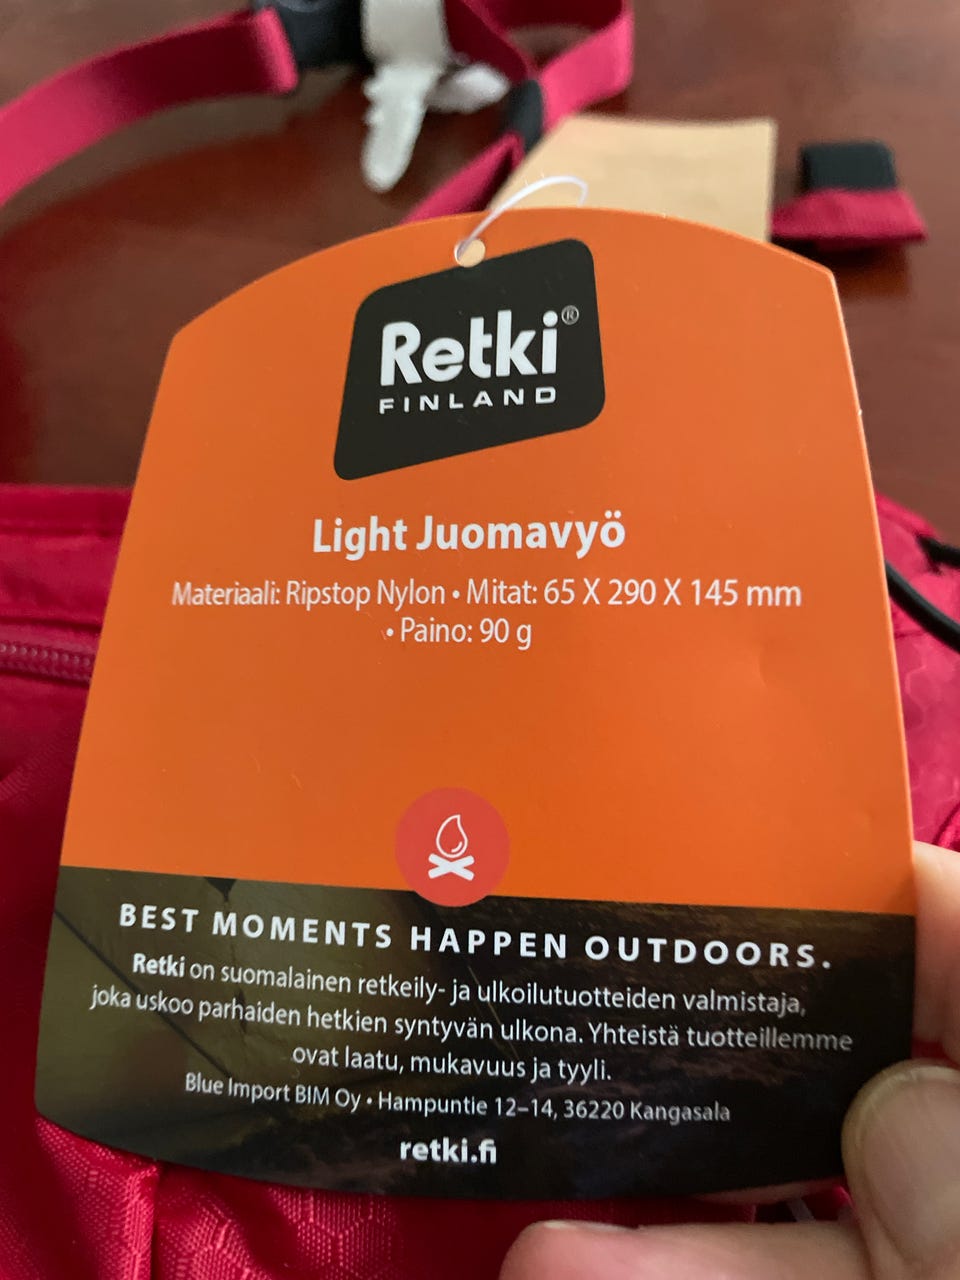 Retki®
FINLAND
Light Juomavyö
Materiaali: Ripstop Nylon • Mitat: 65 X 290 X 145 mm
• Paino: 90 g
BEST MOMENTS HAPPEN OUTDOORS.
Retki on suomalainen retkeily- ja ulkoilutuotteiden valmistaja,
joka uskoo parhaiden hetkien syntyvän ulkona. Yhteistä tuotteillemme
ovat laatu, mukavuus ja tyyli.
Blue Import BIM Oy • Hampuntie 12–14, 36220 Kangasala
retki.fi